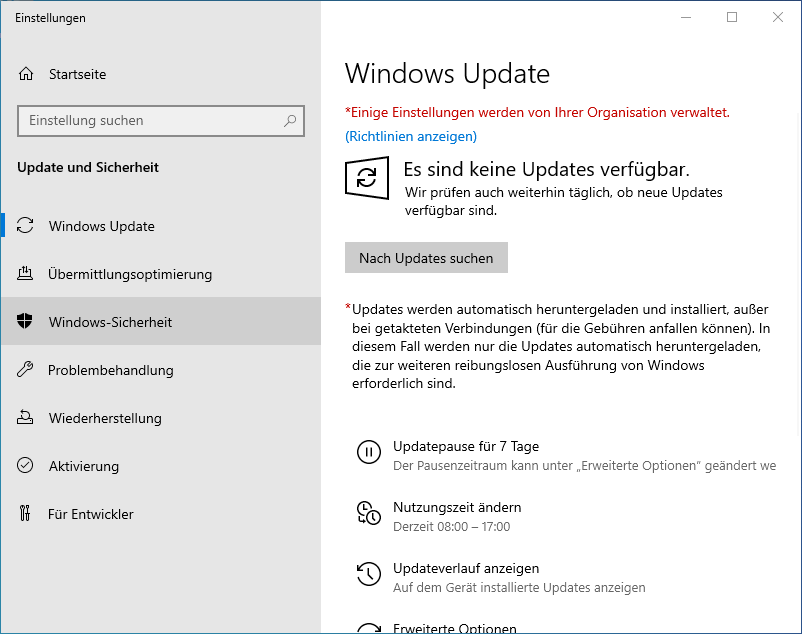 Einstellungen
Startseite
Einstellung suchen
Update und Sicherheit
Windows Update
Übermittlungsoptimierung
Windows-Sicherheit
Problembehandlung
Wiederherstellung
Aktivierung
Für Entwickler
Windows Update
*Einige Einstellungen werden von Ihrer Organisation verwaltet.
(Richtlinien anzeigen)
Es sind keine Updates verfügbar.
Wir prüfen auch weiterhin täglich, ob neue Updates
verfügbar sind.
Nach Updates suchen
*Updates werden automatisch heruntergeladen und installiert, außer
bei getakteten Verbindungen (für die Gebühren anfallen können). In
diesem Fall werden nur die Updates automatisch heruntergeladen,
die zur weiteren reibungslosen Ausführung von Windows
erforderlich sind.
Updatepause für 7 Tage
Der Pausenzeitraum kann unter „Erweiterte Optionen“ geändert we
Nutzungszeit ändern
Derzeit 08:00 – 17:00
Updateverlauf anzeigen
Auf dem Gerät installierte Updates anzeigen
Erweiterte Optionen